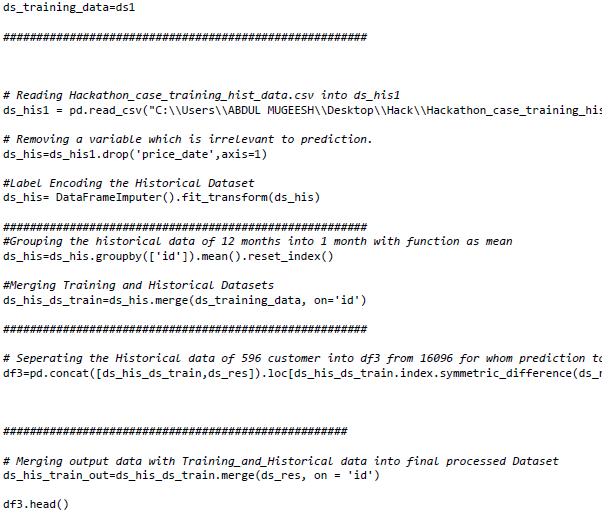 ds_training_data=ds1
#######################################################
# Reading Hackathon_case_training_hist_data.csv into ds_his1
ds_his1 = pd.read_csv("C:\\Users\\ABDUL MUGEESH\\Desktop\\Hack\\Hackathon_case_training_his
# Removing a variable which is irrelevant to prediction.
ds_his=ds_his1.drop('price_date',axis=1)
#Label Encoding the Historical Dataset
ds_his= DataFrameImputer().fit_transform(ds_his)
#######################################################
#Grouping the historical data of 12 months into 1 month with function as mean
ds_his=ds_his.groupby(['id']).mean().reset_index()
#Merging Training and Historical Datasets
ds_his_ds_train=ds_his.merge(ds_training_data, on='id')
#######################################################
# Seperating the Historical data of 596 customer into df3 from 16096 for whom prediction to
df3=pd.concat([ds_his_ds_train,ds_res]).loc[ds_his_ds_train.index.symmetric_difference(ds_r
####################################################
# Merging output data with Training_and_Historical data into final processed Dataset
ds_his_train_out=ds_his_ds_train.merge(ds_res, on = 'id')
df3.head()